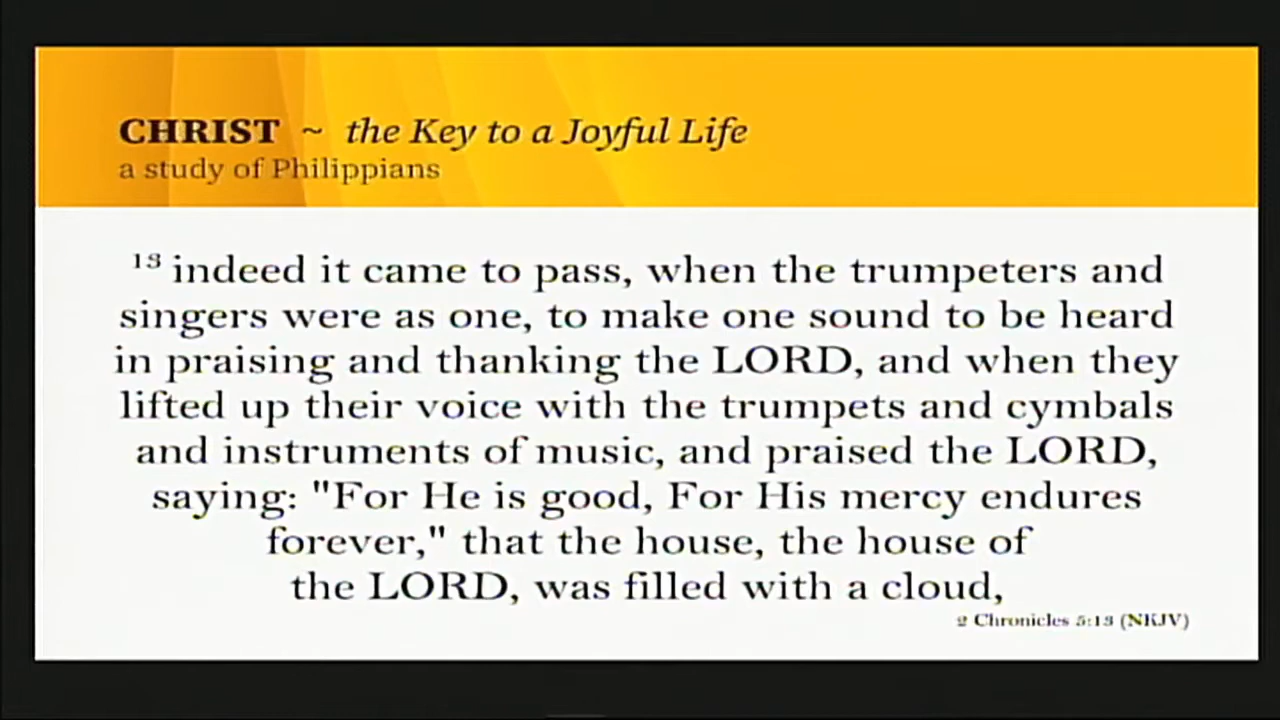 CHRIST ~ the Key to a Joyful Life
a study of Philippians
13 indeed it came to pass, when the trumpeters and
singers were as one, to make one sound to be heard
in praising and thanking the LORD, and when they
lifted up their voice with the trumpets and cymbals
and instruments of music, and praised the LORD,
saying: "For He is good, For His mercy endures
forever," that the house, the house of
the LORD, was filled with a cloud,
2 Chronicles 5:13 (NKJV)